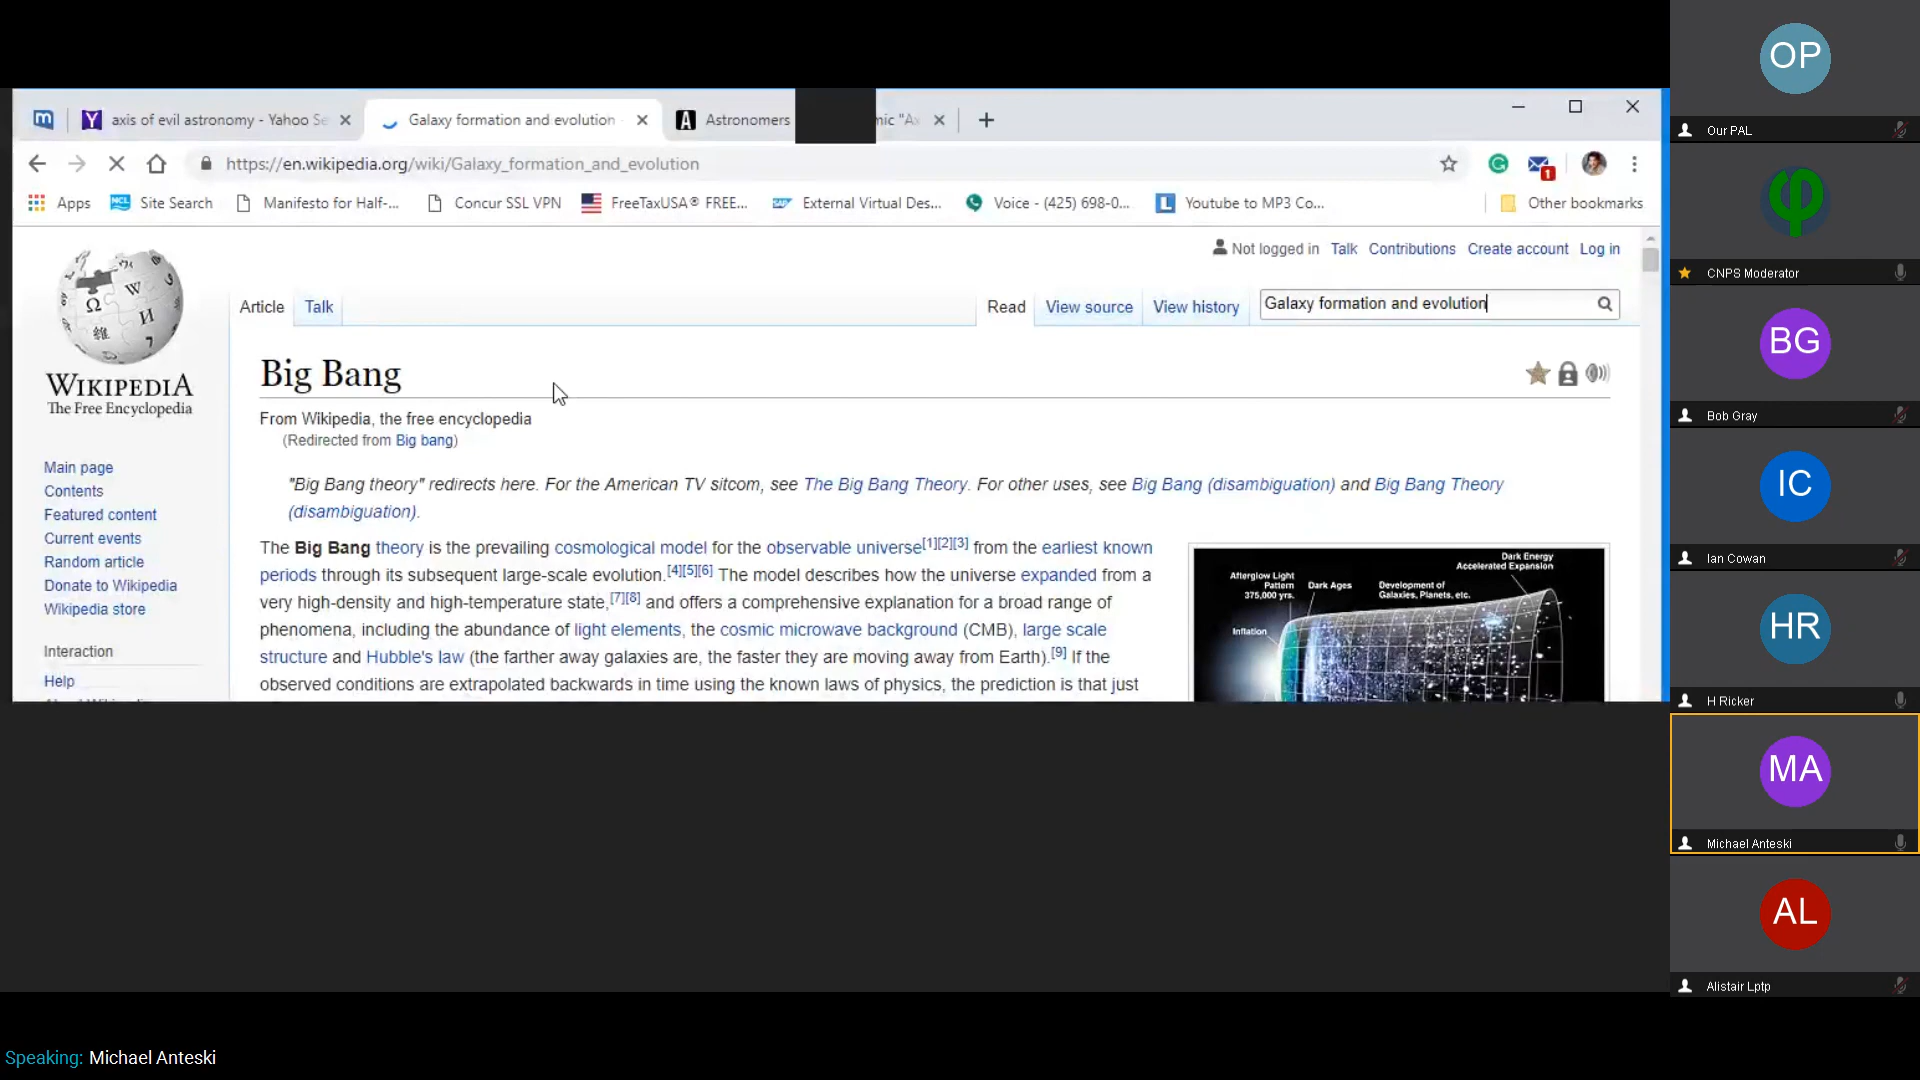 axis of evil astronomy - Yahoo Se
Galaxy formation and evolution
Astronomers
https://en.wikipedia.org/wiki/Galaxy_formation_and_evolution
1
Apps
Site Search
Manifesto for Half-...
Concur SSL VPN
FreeTaxUSA® FREE...
External Virtual Des...
Voice - (425) 698-0...
Youtube to MP3 Co...
Other bookmarks
Not logged in Talk Contributions Create account Log in
Article Talk
Read View source View history
Galaxy formation and evolution
WIKIPEDIA
The Free Encyclopedia
Main page
Contents
Featured content
Current events
Random article
Donate to Wikipedia
Wikipedia store
Interaction
Help
Big Bang
From Wikipedia, the free encyclopedia
(Redirected from Big bang)
"Big Bang theory" redirects here. For the American TV sitcom, see The Big Bang Theory. For other uses, see Big Bang (disambiguation) and Big Bang Theory
(disambiguation).
The Big Bang theory is the prevailing cosmological model for the observable universe[1][2][3] from the earliest known
periods through its subsequent large-scale evolution.[4][5][6] The model describes how the universe expanded from a
very high-density and high-temperature state,[7][8] and offers a comprehensive explanation for a broad range of
phenomena, including the abundance of light elements, the cosmic microwave background (CMB), large scale
structure and Hubble's law (the farther away galaxies are, the faster they are moving away from Earth).[9] If the
observed conditions are extrapolated backwards in time using the known laws of physics, the prediction is that just
Dark Energy
Accelerated Expansion
Afterglow Light
Pattern
375,000 yrs.
Dark Ages
Development of
Galaxies, Planets, etc.
Inflation
OP
Our PAL
CNPS Moderator
BG
Bob Gray
IC
Ian Cowan
HR
H Ricker
MA
Michael Anteski
AL
Alistair Lptp
Speaking: Michael Anteski